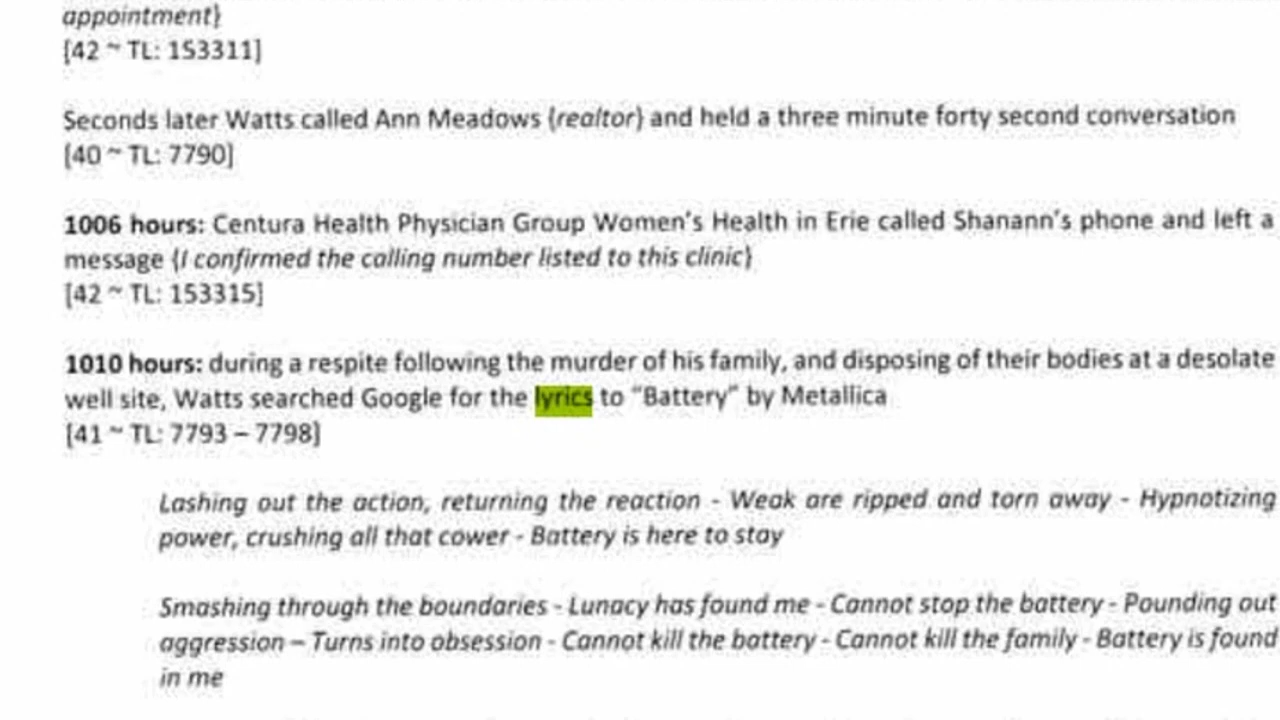 appointment}
[42 ~ TL: 153311]
Seconds later Watts called Ann Meadows {realtor} and held a three minute forty second conversation
[40 ~ TL: 7790]
1006 hours: Centura Health Physician Group Women's Health in Erie called Shanann's phone and left a
message {I confirmed the calling number listed to this clinic}
[42 ~ TL: 153315]
1010 hours: during a respite following the murder of his family, and disposing of their bodies at a desolate
well site, Watts searched Google for the lyrics to "Battery" by Metallica
[41 ~ TL: 7793 – 7798]
Lashing out the action, returning the reaction - Weak are ripped and torn away - Hypnotizing
power, crushing all that cower - Battery is here to stay
Smashing through the boundaries - Lunacy has found me - Cannot stop the battery - Pounding out
aggression – Turns into obsession - Cannot kill the battery - Cannot kill the family - Battery is found
in me